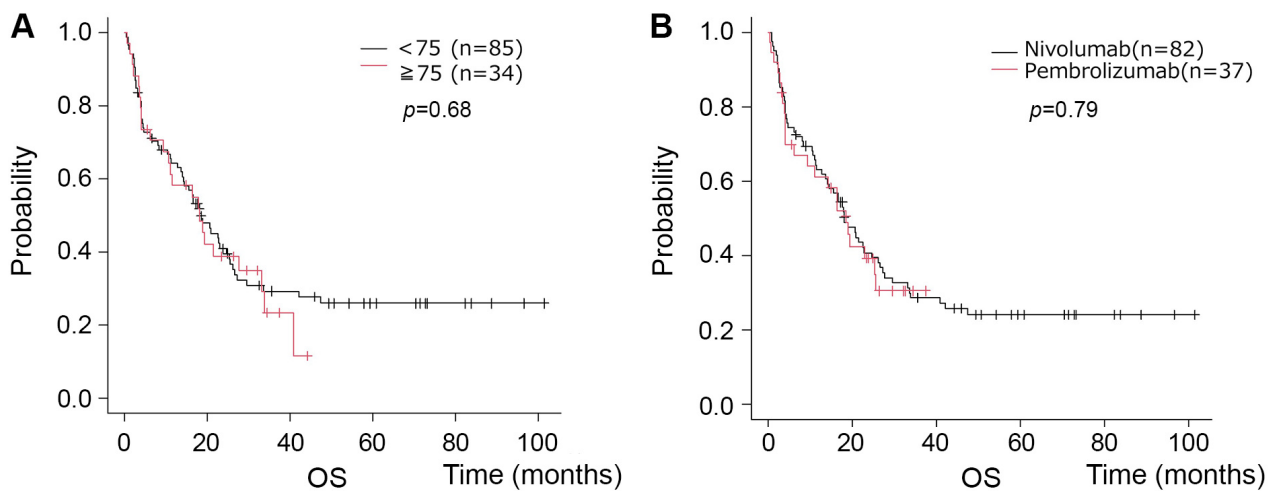 A
1.0
0.8
0.6
0.4
0.2
0.0
Probability
<75 (n=85)
≧75 (n=34)
p=0.68
0 20 40 60 80 100
OS Time (months)
B
1.0
0.8
0.6
0.4
0.2
0.0
Probability
Nivolumab(n=82)
Pembrolizumab(n=37)
p=0.79
0 20 40 60 80 100
OS Time (months)